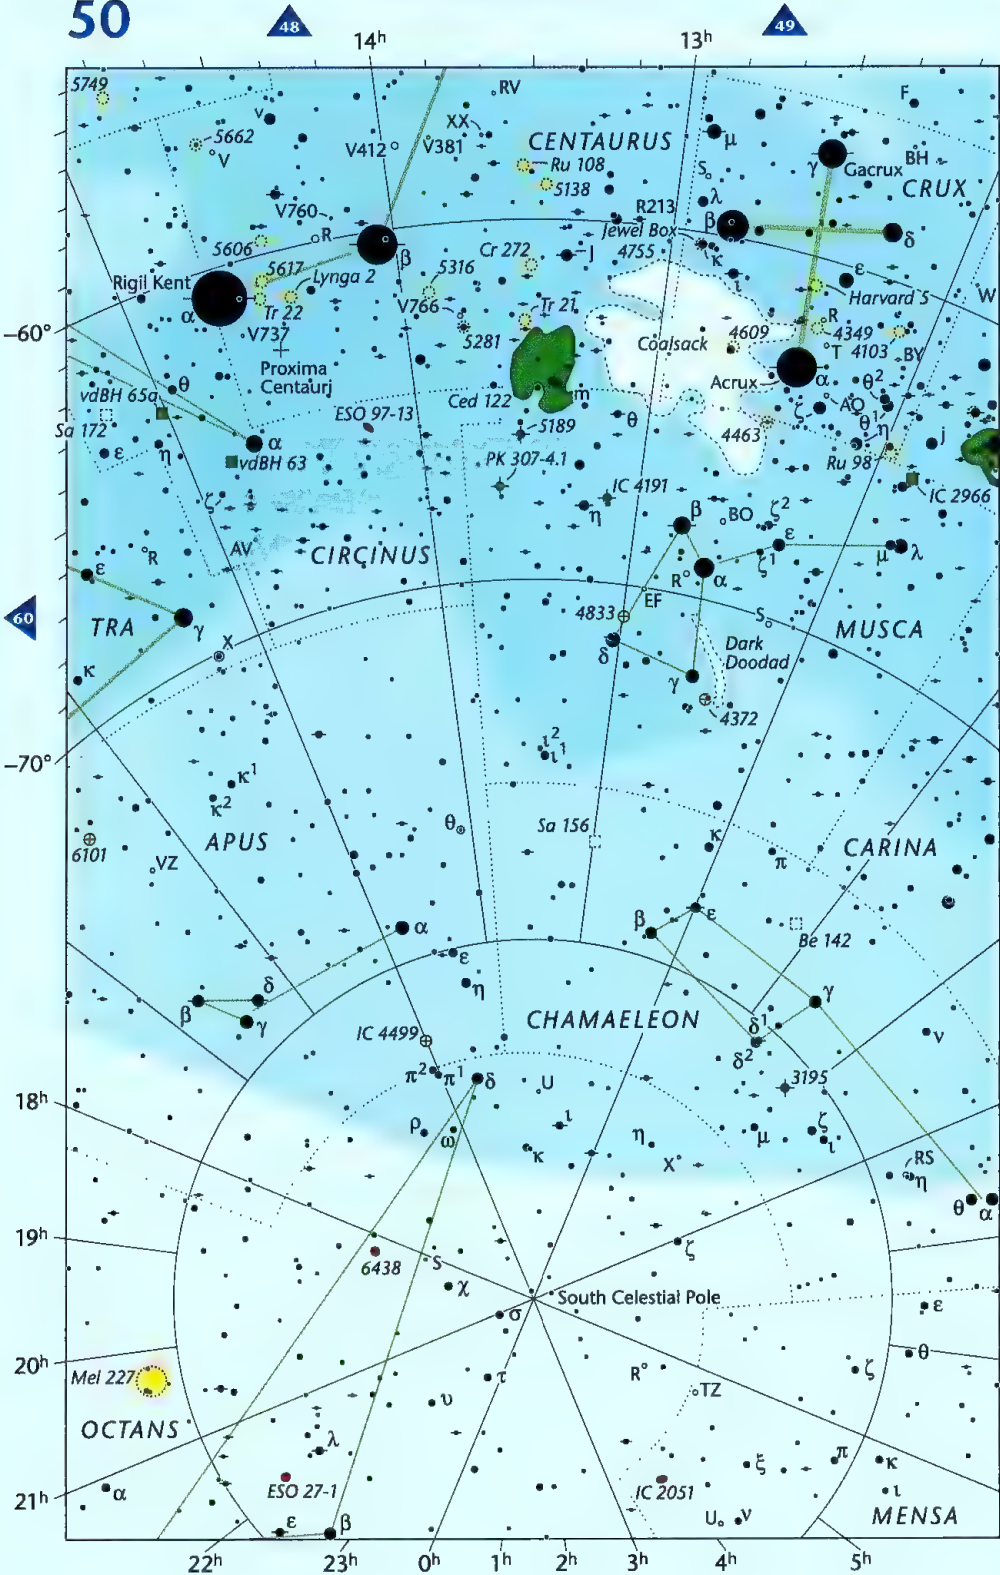 50
48
14h
13h
49
5749
RV
F
ν
XX
CENTAURUS
μ
5662
V
V412
V381
Ru 108
5138
γ
Gacrux
BH
CRUX
S
λ
V760
R
R213
β
Jewel Box
4755
κ
δ
5606
β
J
Cr 272
5316
ε
Rigil Kent
5617
Lynga 2
ι
Harvard 5
W
α
Tr 22
V766
Tr 21
R
–60°
V737
5281
Coalsack
4609
4349
T
4103
BY
Proxima
Centauri
Acrux
α
θ
vdBH 65a
Ced 122
m
θ2
ζ
AO
θ1
Sa 172
ESO 97-13
5189
θ
4463
η
j
α
ε
η
vdBH 63
PK 307-4.1
Ru 98
IC 2966
ζ
IC 4191
η
β
BO
ζ2
ε
AV
R
CIRCINUS
ζ1
μ
λ
ε
R
α
EF
60
TRA
γ
4833
S
MUSCA
X
δ
Dark
Doodad
κ
γ
4372
–70°
ι2
ι1
κ1
κ2
θ
Sa 156
κ
APUS
6101
VZ
π
CARINA
α
β
ε
Be 142
ε
η
δ
β
γ
γ
CHAMAELEON
IC 4499
δ1
δ2
ν
π2
π1
δ
U
3195
18h
ρ
ω
ι
κ
η
μ
ζ
ι
X
RS
η
θ
α
19h
S
ζ
6438
χ
South Celestial Pole
σ
ε
20h
θ
Mel 227
τ
R
TZ
ζ
υ
OCTANS
λ
ξ
π
κ
α
ESO 27-1
IC 2051
ι
21h
ε
β
U
ν
MENSA
22h
23h
0h
1h
2h
3h
4h
5h